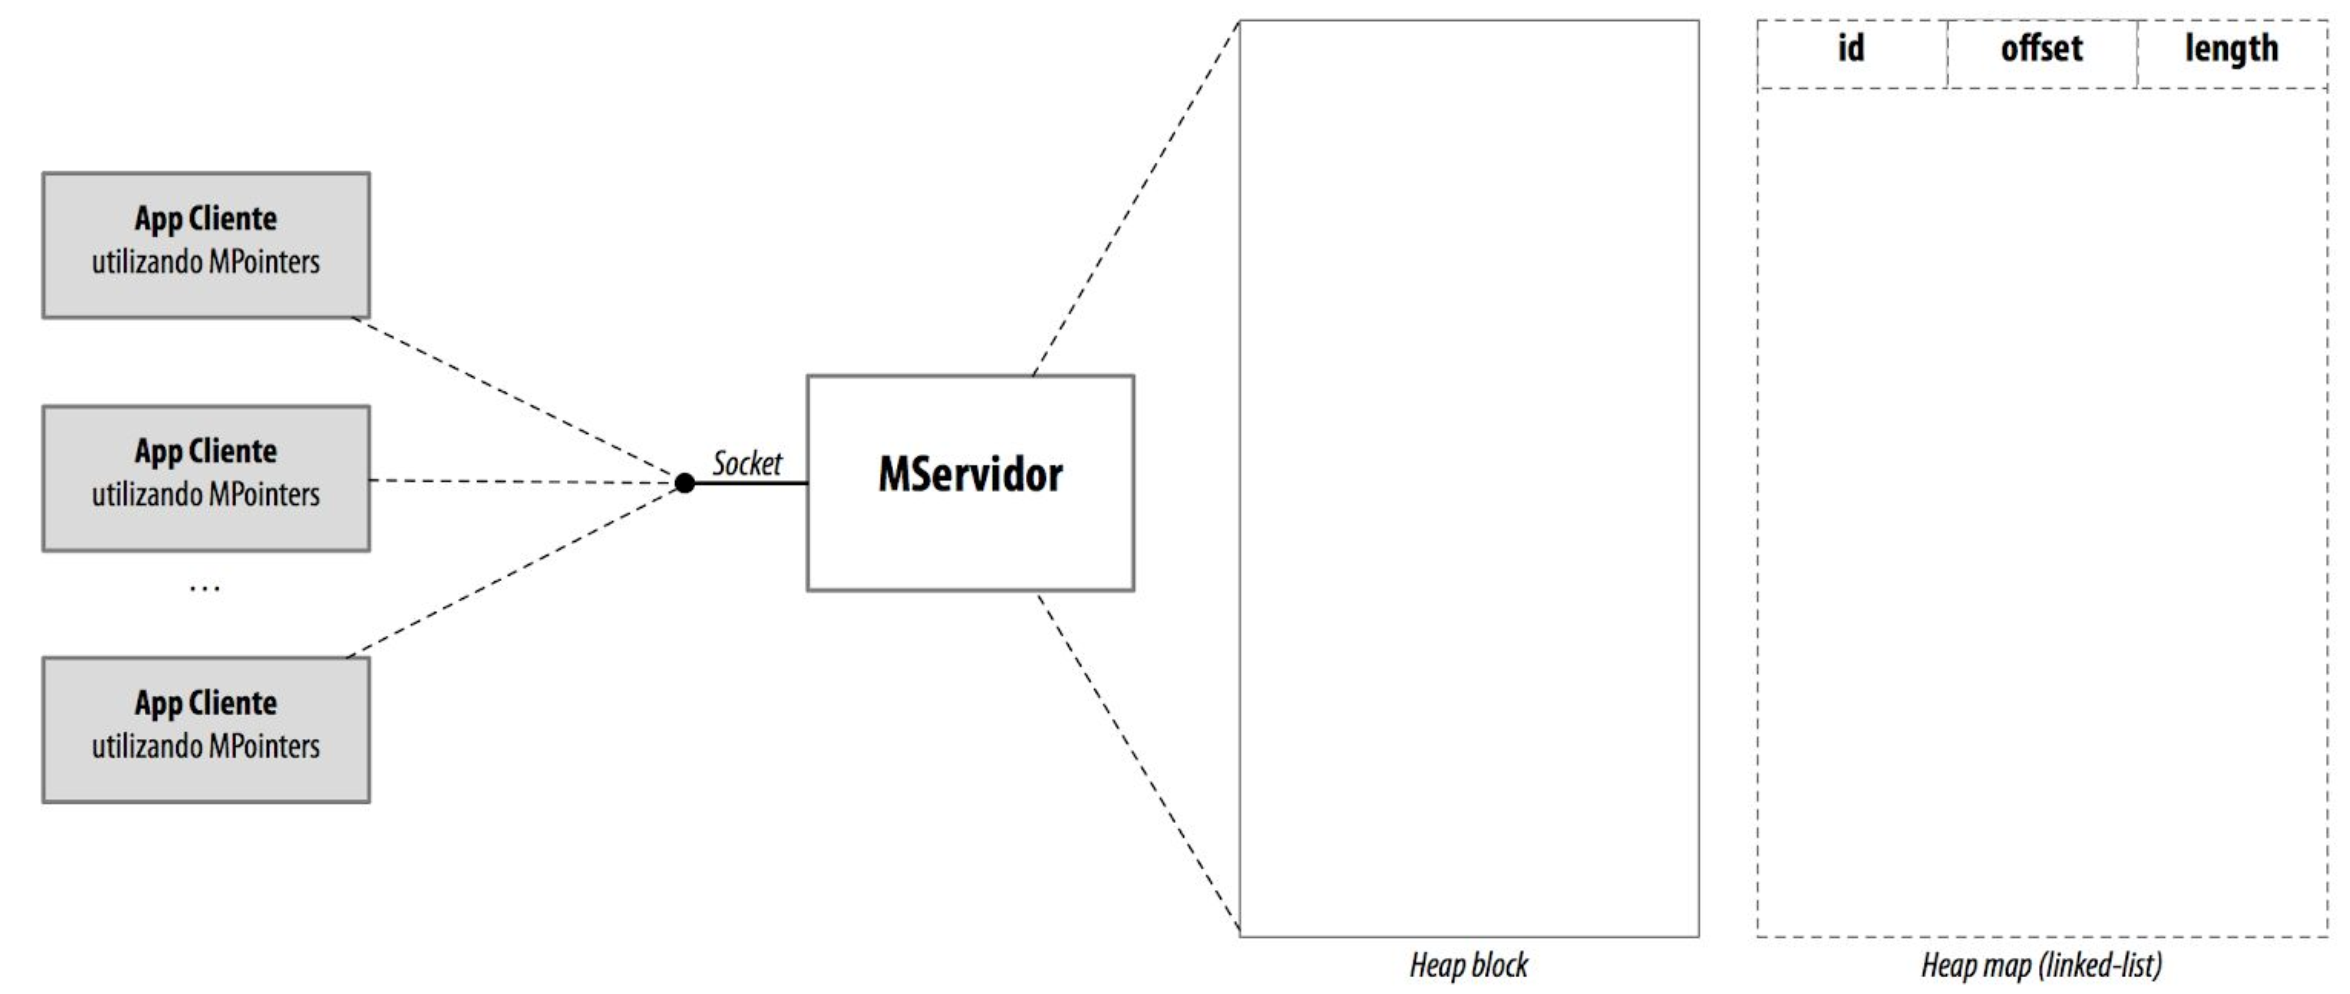 App Cliente
utilizando MPointers
App Cliente
utilizando MPointers
...
App Cliente
utilizando MPointers
Socket
MServidor
Heap block
id offset length
Heap map (linked-list)